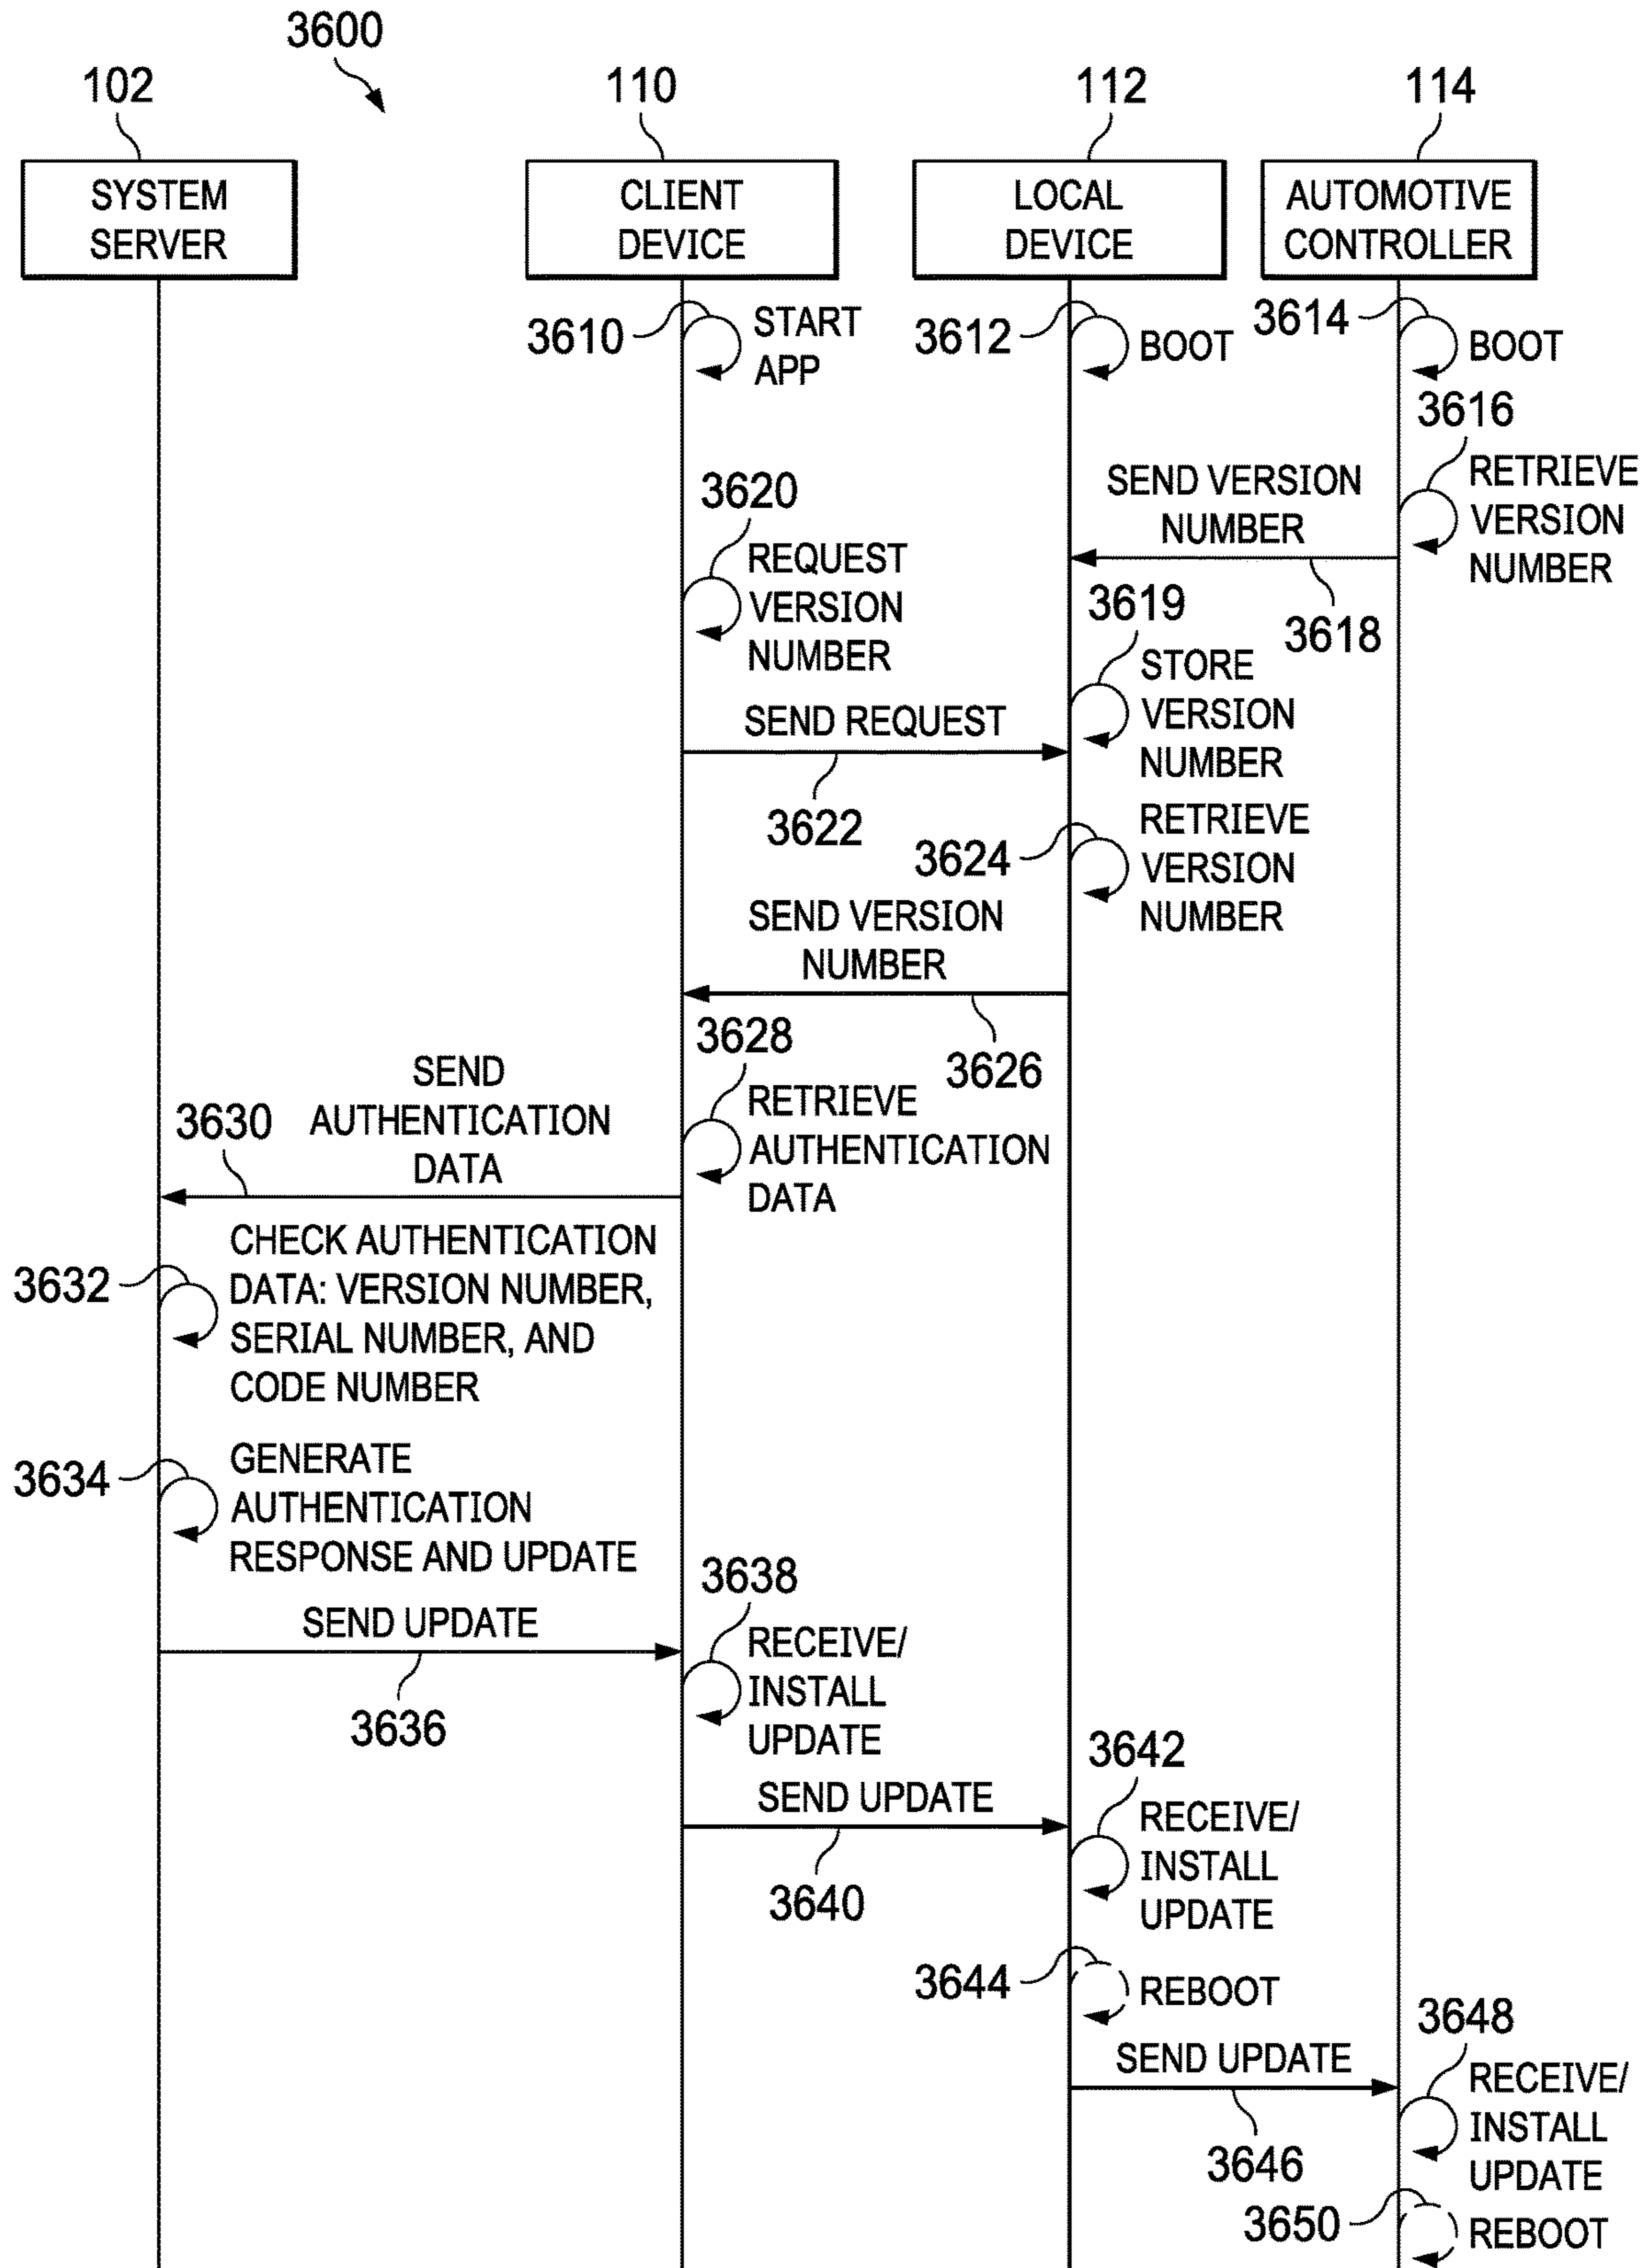 3600
102
110
112
114
SYSTEM
SERVER
CLIENT
DEVICE
LOCAL
DEVICE
AUTOMOTIVE
CONTROLLER
3610
START
APP
3612
BOOT
3614
BOOT
3616
RETRIEVE
VERSION
NUMBER
SEND VERSION
NUMBER
3618
3620
REQUEST
VERSION
NUMBER
3619
STORE
VERSION
NUMBER
SEND REQUEST
3622
3624
RETRIEVE
VERSION
NUMBER
SEND VERSION
NUMBER
3626
3628
RETRIEVE
AUTHENTICATION
DATA
SEND
AUTHENTICATION
DATA
3630
3632
CHECK AUTHENTICATION
DATA: VERSION NUMBER,
SERIAL NUMBER, AND
CODE NUMBER
3634
GENERATE
AUTHENTICATION
RESPONSE AND UPDATE
SEND UPDATE
3636
3638
RECEIVE/
INSTALL
UPDATE
SEND UPDATE
3640
3642
RECEIVE/
INSTALL
UPDATE
3644
REBOOT
SEND UPDATE
3646
3648
RECEIVE/
INSTALL
UPDATE
3650
REBOOT